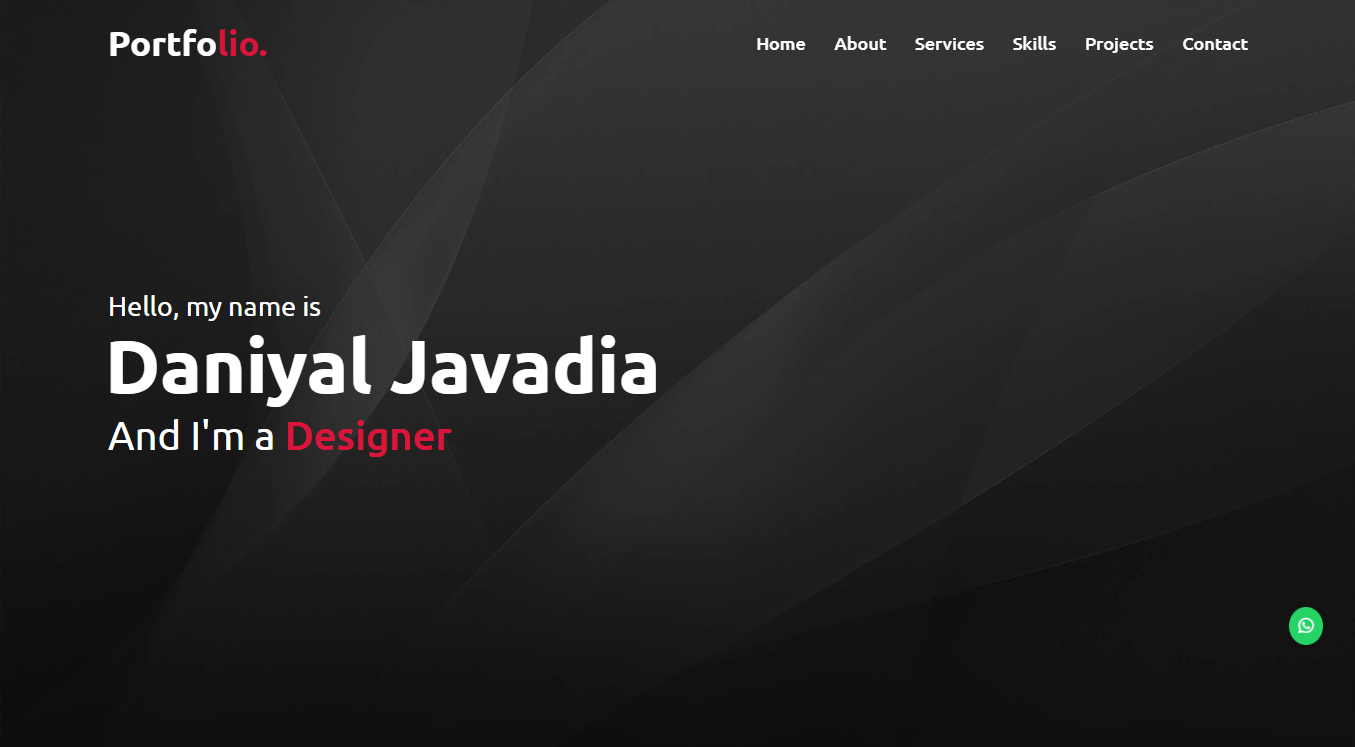 Portfolio.
Home About Services Skills Projects Contact
Hello, my name is
Daniyal Javadia
And I'm a Designer